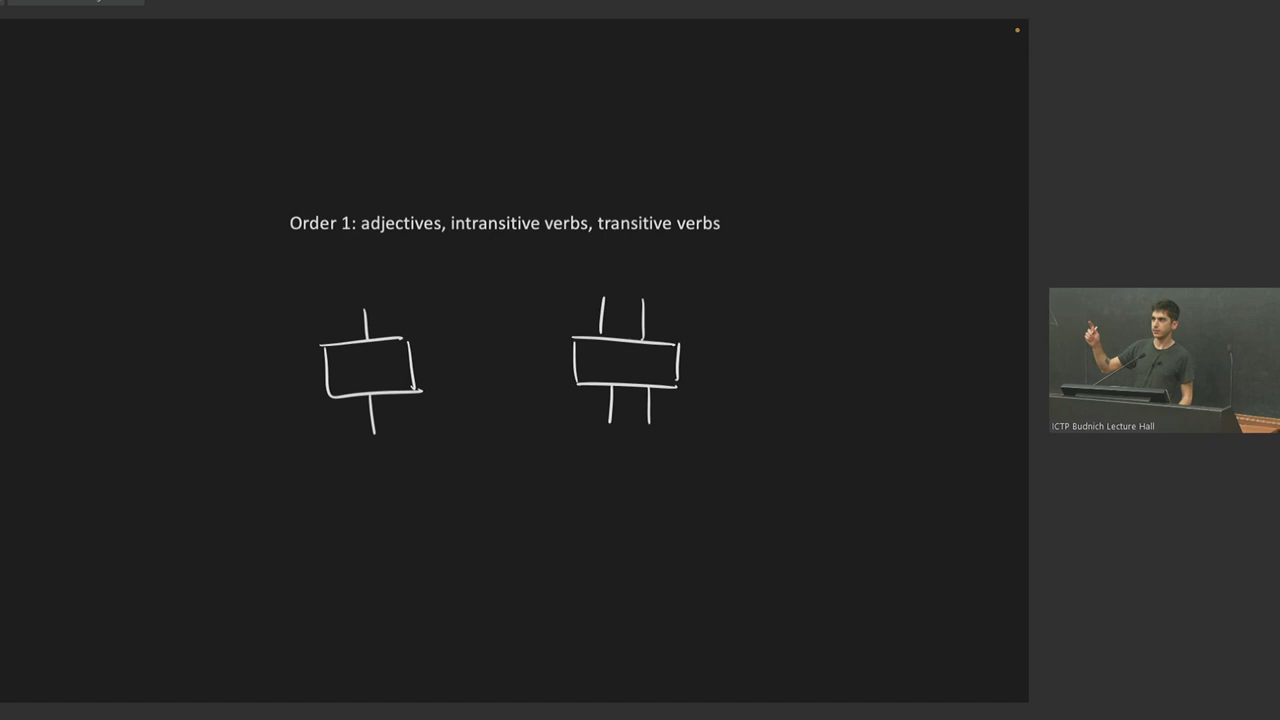 Order 1: adjectives, intransitive verbs, transitive verbs
ICTP Budnich Lecture Hall